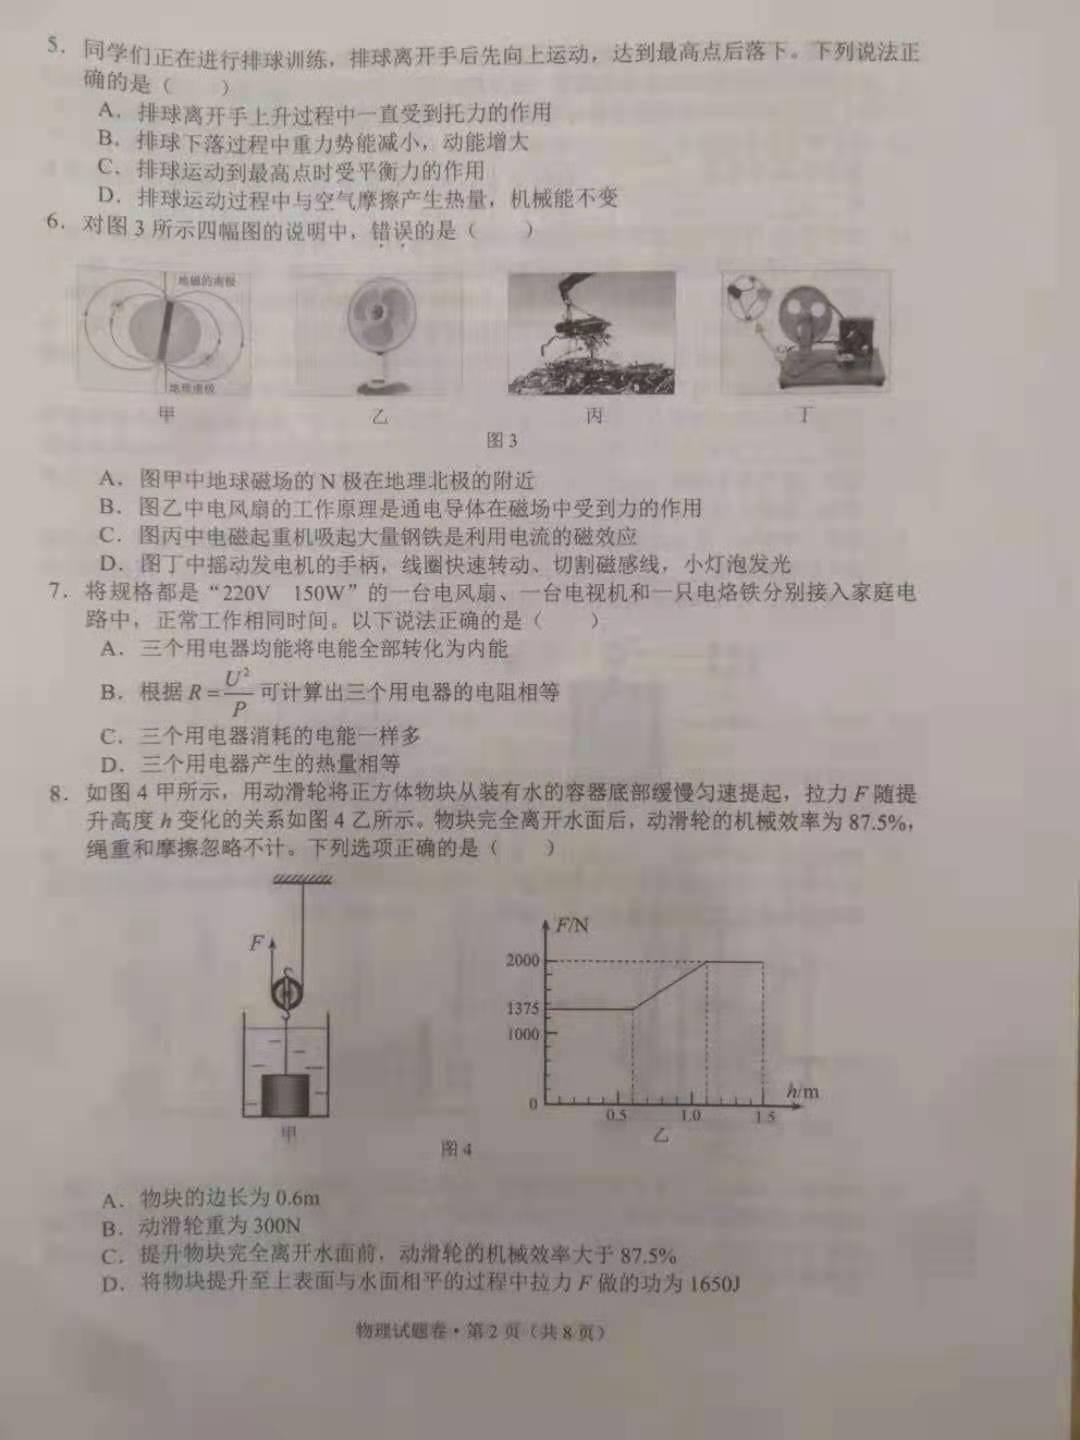 5. 同学们正在进行排球训练，排球离开手后先向上运动，达到最高点后落下。下列说法正
确的是（　　）
A. 排球离开手上升过程中一直受到托力的作用
B. 排球下落过程中重力势能减小，动能增大
C. 排球运动到最高点时受平衡力的作用
D. 排球运动过程中与空气摩擦产生热量，机械能不变
6. 对图 3 所示四幅图的说明中，错误的是（　　）
地磁的南极
地理南极
甲 乙 丙 丁
图 3
A. 图甲中地球磁场的 N 极在地理北极的附近
B. 图乙中电风扇的工作原理是通电导体在磁场中受到力的作用
C. 图丙中电磁起重机吸起大量钢铁是利用电流的磁效应
D. 图丁中摇动发电机的手柄，线圈快速转动、切割磁感线，小灯泡发光
7. 将规格都是“220V 150W”的一台电风扇、一台电视机和一只电烙铁分别接入家庭电
路中，正常工作相同时间。以下说法正确的是（　　）
A. 三个用电器均能将电能全部转化为内能
B. 根据 R=U²/P 可计算出三个用电器的电阻相等
C. 三个用电器消耗的电能一样多
D. 三个用电器产生的热量相等
8. 如图 4 甲所示，用动滑轮将正方体物块从装有水的容器底部缓慢匀速提起，拉力 F 随提
升高度 h 变化的关系如图 4 乙所示。物块完全离开水面后，动滑轮的机械效率为 87.5%，
绳重和摩擦忽略不计。下列选项正确的是（　　）
F
甲
F/N
2000
1375
1000
0
0.5 1.0 1.5
h/m
乙
图 4
A. 物块的边长为 0.6m
B. 动滑轮重为 300N
C. 提升物块完全离开水面前，动滑轮的机械效率大于 87.5%
D. 将物块提升至上表面与水面相平的过程中拉力 F 做的功为 1650J
物理试题卷·第 2 页（共 8 页）